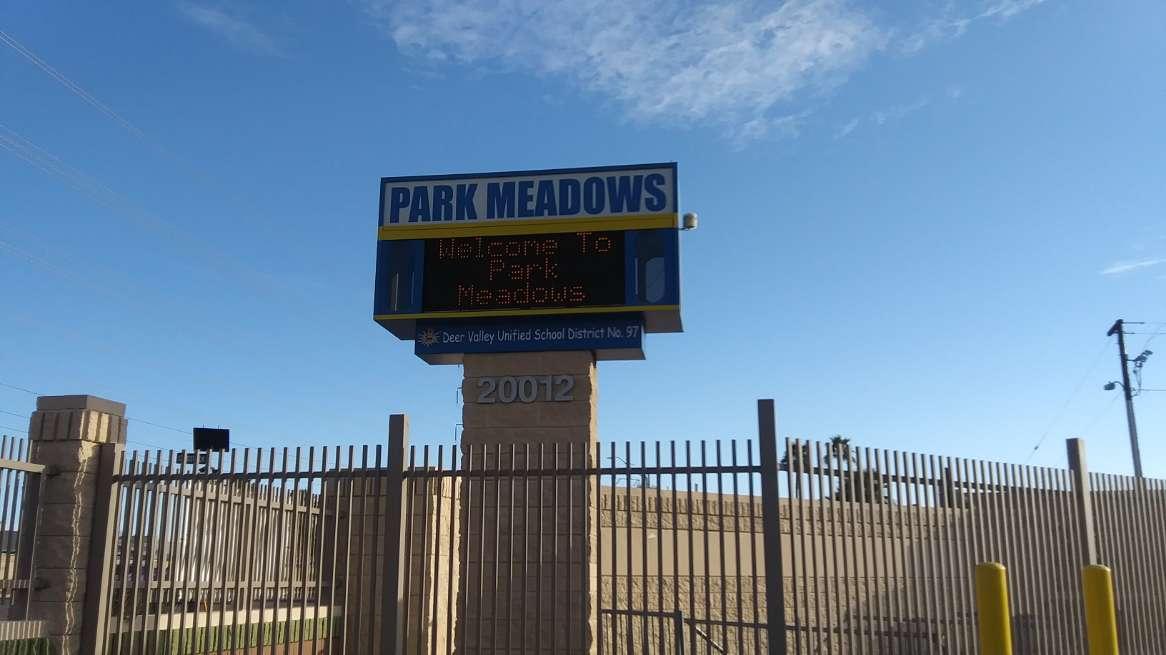 PARK MEADOWS
Welcome To
Park
Meadows
Deer Valley Unified School District No. 97
20012